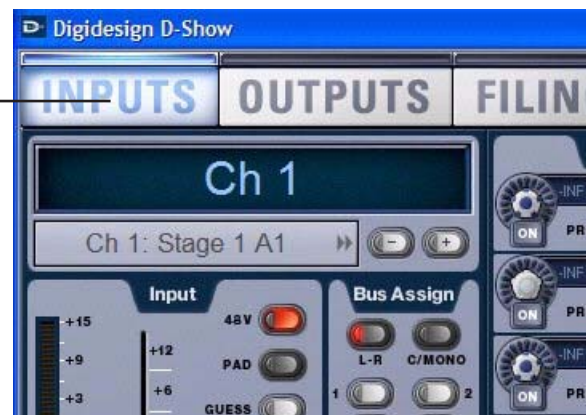 Digidesign D-Show
INPUTS OUTPUTS FILIN
Ch 1
-INF
Ch 1: Stage 1 A1 - +
ON PR
Input Bus Assign
-INF
+15 48V
ON PR
+12 L-R C/MONO
+9 PAD
-INF
+6 1 2
+3 GUESS
ON PR